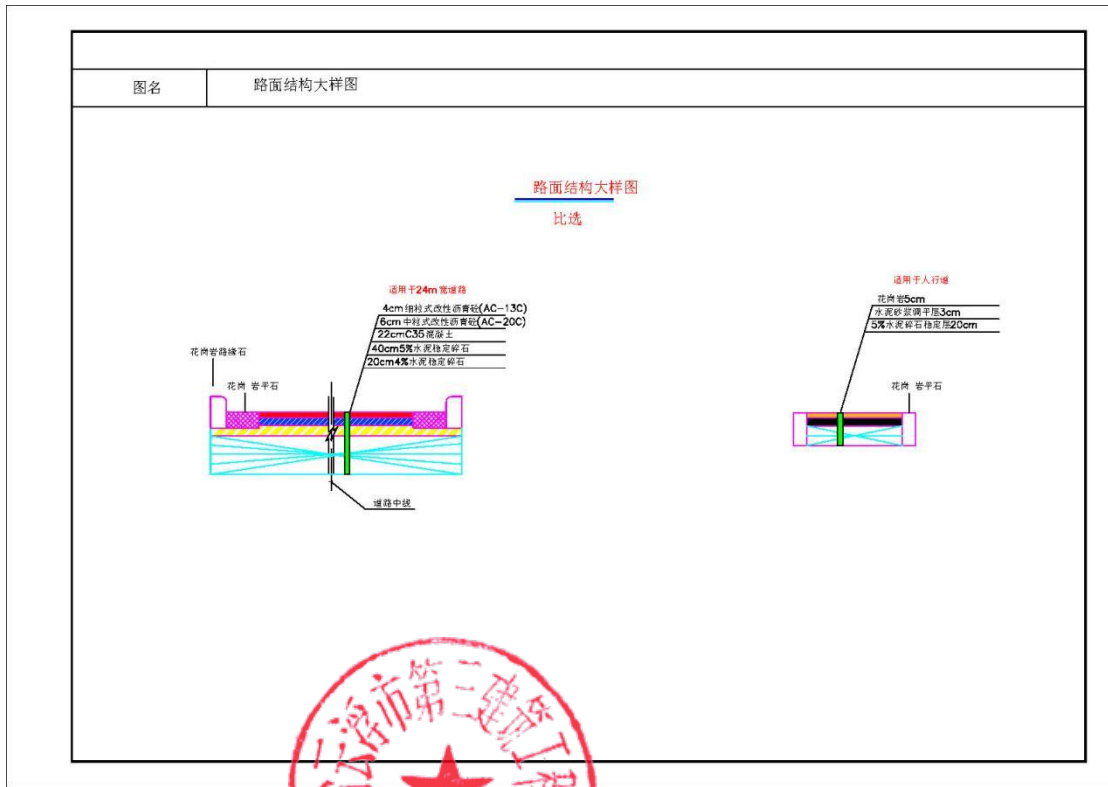 图名
路面结构大样图
路面结构大样图
比选
适用于24m宽道路
4cm细粒式改性沥青砼(AC-13C)
6cm中粒式改性沥青砼(AC-20C)
22cmC35混凝土
40cm5%水泥稳定碎石
20cm4%水泥稳定碎石
花岗岩路缘石
花岗 岩平石
道路中线
适用于人行道
花岗岩5cm
水泥砂浆调平层3cm
5%水泥碎石稳定层20cm
花岗 岩平石
云浮市第三建筑工程